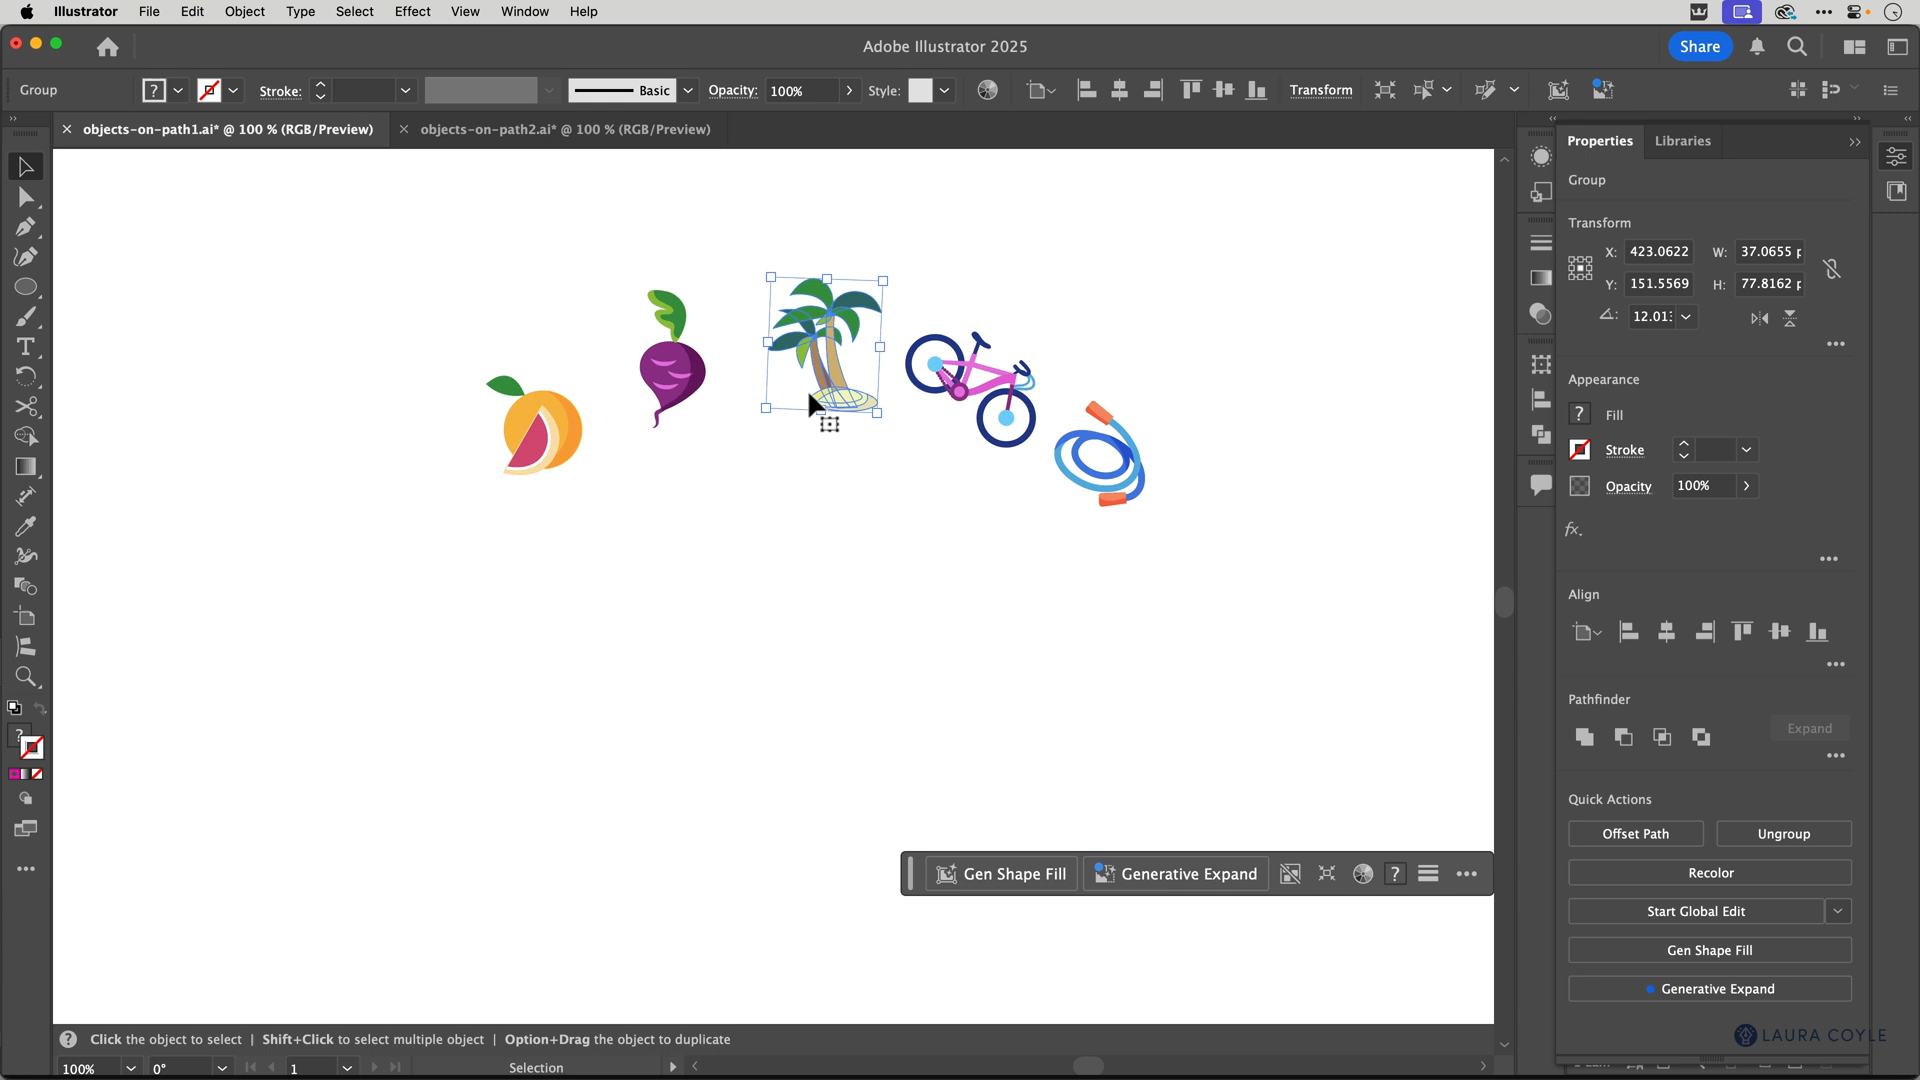 Illustrator File Edit Object Type Select Effect View Window Help
Adobe Illustrator 2025
Share
Group
?
Stroke:
Basic
Opacity: 100%
Style:
Transform
× objects-on-path1.ai* @ 100 % (RGB/Preview)
× objects-on-path2.ai* @ 100 % (RGB/Preview)
Properties Libraries
Group
Transform
X: 423.0622 W: 37.0655 p
Y: 151.5569 H: 77.8162 p
12.01
Appearance
? Fill
Stroke
Opacity 100%
fx.
Align
Pathfinder
Expand
Quick Actions
Offset Path Ungroup
Recolor
Start Global Edit
Gen Shape Fill
Generative Expand
LAURA COYLE
Gen Shape Fill Generative Expand ?
? Click the object to select | Shift+Click to select multiple object | Option+Drag the object to duplicate
100% 0° 1 Selection